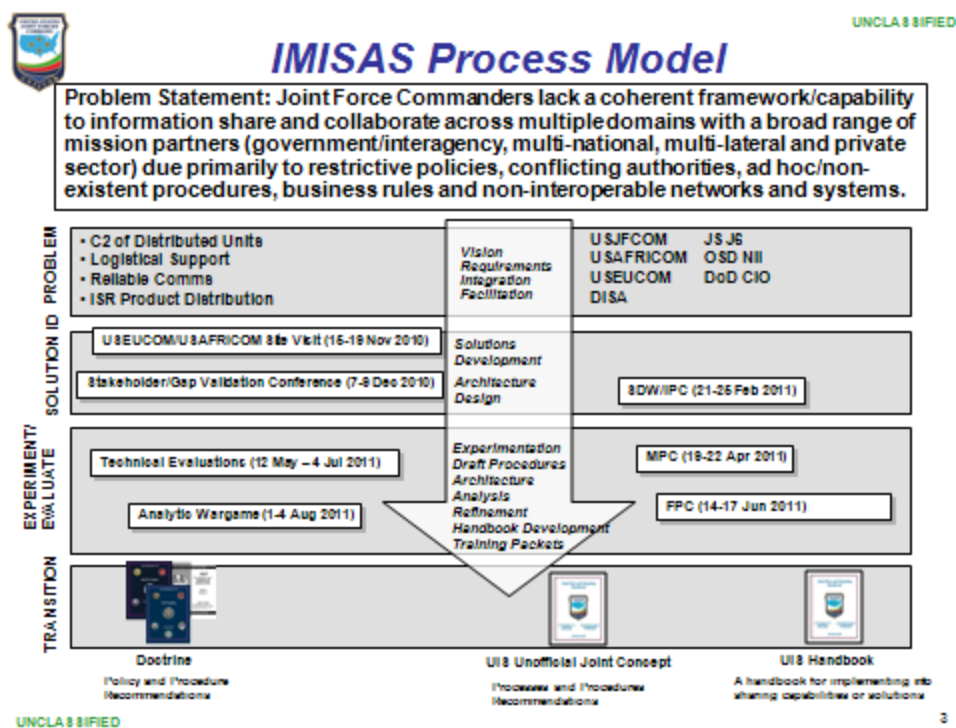 UNITED STATES
JOINT FORCES
COMMAND
UNCLASSIFIED
IMISAS Process Model
Problem Statement: Joint Force Commanders lack a coherent framework/capability
to information share and collaborate across multiple domains with a broad range of
mission partners (government/interagency, multi-national, multi-lateral and private
sector) due primarily to restrictive policies, conflicting authorities, ad hoc/non-
existent procedures, business rules and non-interoperable networks and systems.
PROBLEM
• C2 of Distributed Units
• Logistical Support
• Reliable Comms
• ISR Product Distribution
Vision
Requirements
Integration
Facilitation
USJFCOM JS J6
USAFRICOM OSD NII
USEUCOM DoD CIO
DISA
SOLUTION ID
USEUCOM/USAFRICOM Site Visit (15-19 Nov 2010)
Stakeholder/Gap Validation Conference (7-9 Dec 2010)
Solutions
Development
Architecture
Design
SDW/IPC (21-25 Feb 2011)
EXPERIMENT/
EVALUATE
Technical Evaluations (12 May – 4 Jul 2011)
Analytic Wargame (1-4 Aug 2011)
Experimentation
Draft Procedures
Architecture
Analysis
Refinement
Handbook Development
Training Packets
MPC (19-22 Apr 2011)
FPC (14-17 Jun 2011)
TRANSITION
Doctrine
Policy and Procedure
Recommendations
UIS Unofficial Joint Concept
Processes and Procedures
Recommendations
UIS Handbook
A handbook for implementing info
sharing capabilities or solutions
UNCLASSIFIED
3